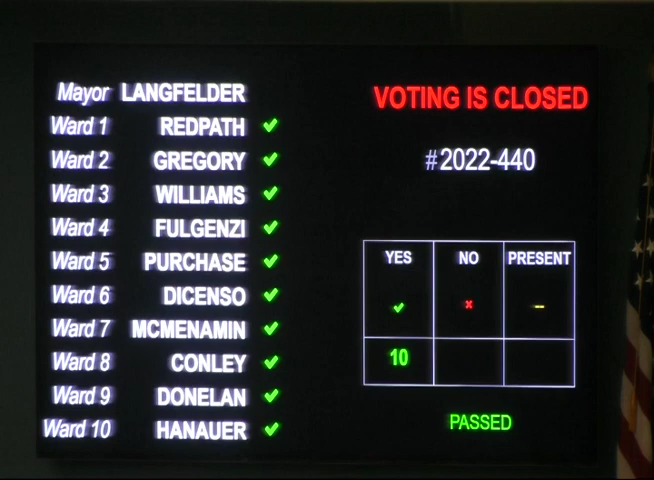 Mayor LANGFELDER
Ward 1 REDPATH ✔
Ward 2 GREGORY ✔
Ward 3 WILLIAMS ✔
Ward 4 FULGENZI ✔
Ward 5 PURCHASE ✔
Ward 6 DICENSO ✔
Ward 7 MCMENAMIN ✔
Ward 8 CONLEY ✔
Ward 9 DONELAN ✔
Ward 10 HANAUER ✔
VOTING IS CLOSED
#2022-440
YES NO PRESENT
✔ × –
10
PASSED